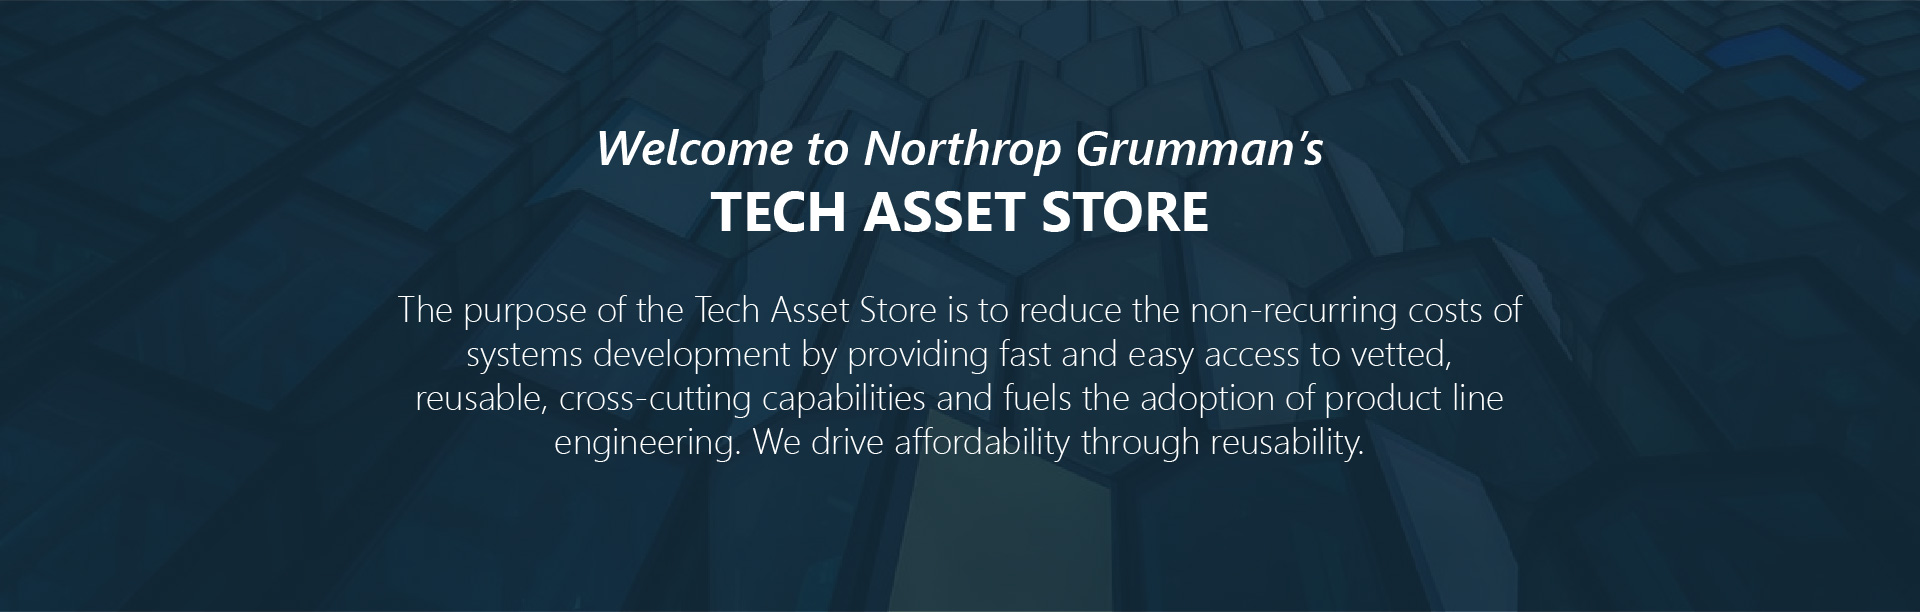 Welcome to Northrop Grumman’s
TECH ASSET STORE
The purpose of the Tech Asset Store is to reduce the non-recurring costs of
systems development by providing fast and easy access to vetted,
reusable, cross-cutting capabilities and fuels the adoption of product line
engineering. We drive affordability through reusability.